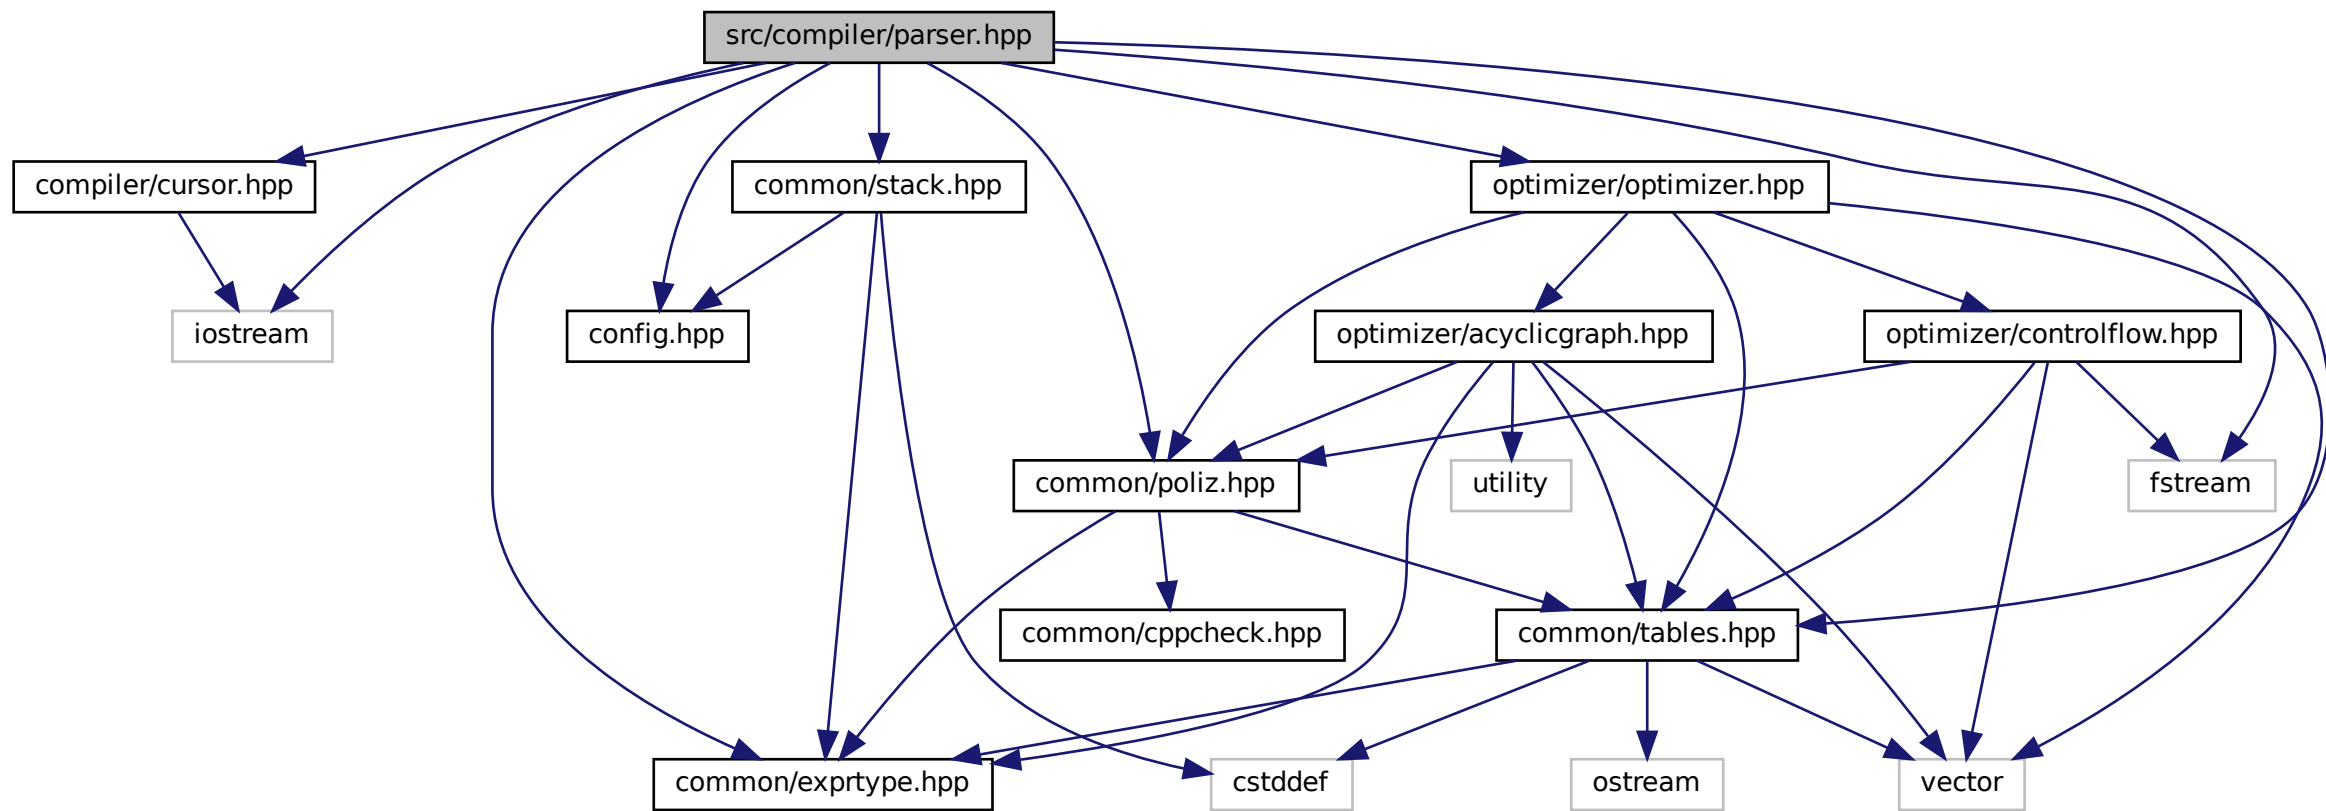 src/compiler/parser.hpp
compiler/cursor.hpp
common/stack.hpp
optimizer/optimizer.hpp
iostream
config.hpp
optimizer/acyclicgraph.hpp
optimizer/controlflow.hpp
common/poliz.hpp
utility
fstream
common/cppcheck.hpp
common/tables.hpp
common/exprtype.hpp
cstddef
ostream
vector